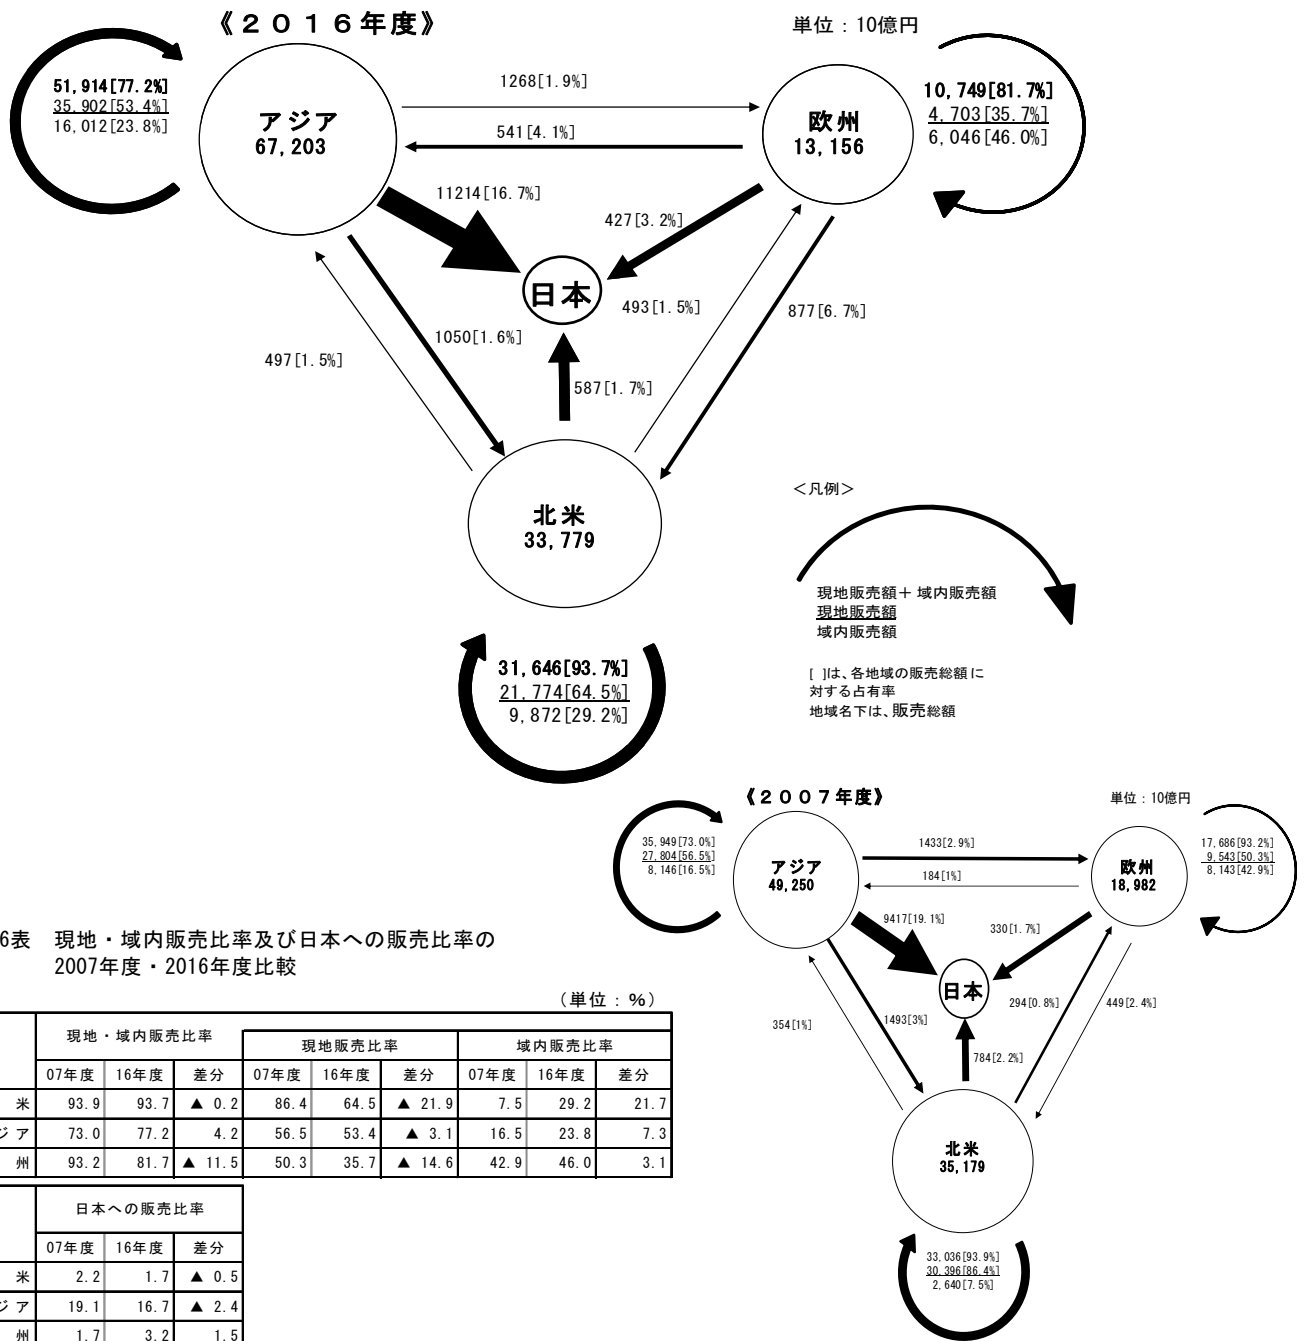 《２０１６年度》
単位：10億円
51,914[77.2%]
35,902[53.4%]
16,012[23.8%]
アジア
67,203
1268[1.9%]
541[4.1%]
欧州
13,156
10,749[81.7%]
4,703[35.7%]
6,046[46.0%]
11214[16.7%]
427[3.2%]
日本
493[1.5%]
877[6.7%]
1050[1.6%]
497[1.5%]
587[1.7%]
北米
33,779
31,646[93.7%]
21,774[64.5%]
9,872[29.2%]
＜凡例＞
現地販売額＋域内販売額
現地販売額
域内販売額
[ ]は、各地域の販売総額に
対する占有率
地域名下は、販売総額
《２００７年度》
単位：10億円
35,949[73.0%]
27,804[56.5%]
8,146[16.5%]
アジア
49,250
1433[2.9%]
184[1%]
欧州
18,982
17,686[93.2%]
9,543[50.3%]
8,143[42.9%]
9417[19.1%]
330[1.7%]
日本
294[0.8%]
449[2.4%]
354[1%]
1493[3%]
784[2.2%]
北米
35,179
33,036[93.9%]
30,396[86.4%]
2,640[7.5%]
6表 現地・域内販売比率及び日本への販売比率の
2007年度・2016年度比較
（単位：％）
現地・域内販売比率 現地販売比率 域内販売比率
07年度 16年度 差分 07年度 16年度 差分 07年度 16年度 差分
米 93.9 93.7 ▲ 0.2 86.4 64.5 ▲ 21.9 7.5 29.2 21.7
ジア 73.0 77.2 4.2 56.5 53.4 ▲ 3.1 16.5 23.8 7.3
州 93.2 81.7 ▲ 11.5 50.3 35.7 ▲ 14.6 42.9 46.0 3.1
日本への販売比率
07年度 16年度 差分
米 2.2 1.7 ▲ 0.5
ジア 19.1 16.7 ▲ 2.4
州 1.7 3.2 1.5